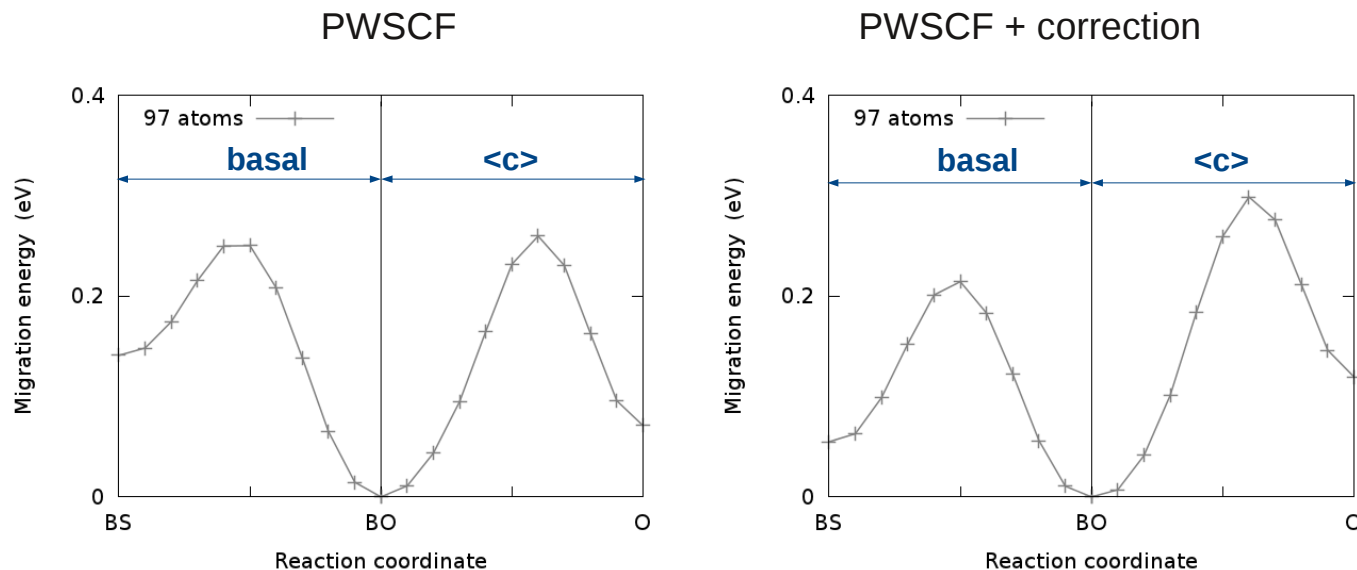 PWSCF
0.4
97 atoms
basal
<c>
Migration energy (eV)
0.2
0
BS
BO
O
Reaction coordinate
PWSCF + correction
0.4
97 atoms
basal
<c>
Migration energy (eV)
0.2
0
BS
BO
O
Reaction coordinate